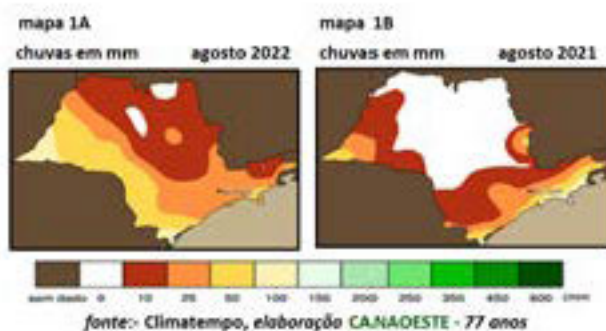 mapa 1A
chuvas em mm agosto 2022
mapa 1B
chuvas em mm agosto 2021
sem dado 0 10 25 50 100 150 200 250 350 450 600 (mm)
fonte:- Climatempo, elaboração CANAOESTE - 77 anos